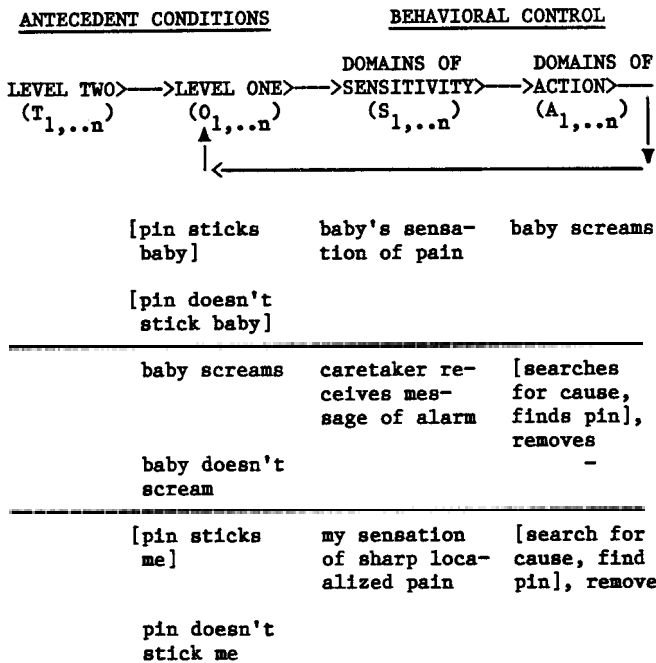 ANTECEDENT CONDITIONS BEHAVIORAL CONTROL
DOMAINS OF DOMAINS OF
LEVEL TWO>—->LEVEL ONE>—->SENSITIVITY>—->ACTION>—
(T1,..n) (O1,..n) (S1,..n) (A1,..n)
[pin sticks baby's sensa- baby screams
baby] tion of pain
[pin doesn't
stick baby]
baby screams caretaker re- [searches
ceives mes- for cause,
sage of alarm finds pin],
removes
baby doesn't –
scream
[pin sticks my sensation [search for
me] of sharp loca- cause, find
alized pain pin], remove
pin doesn't
stick me